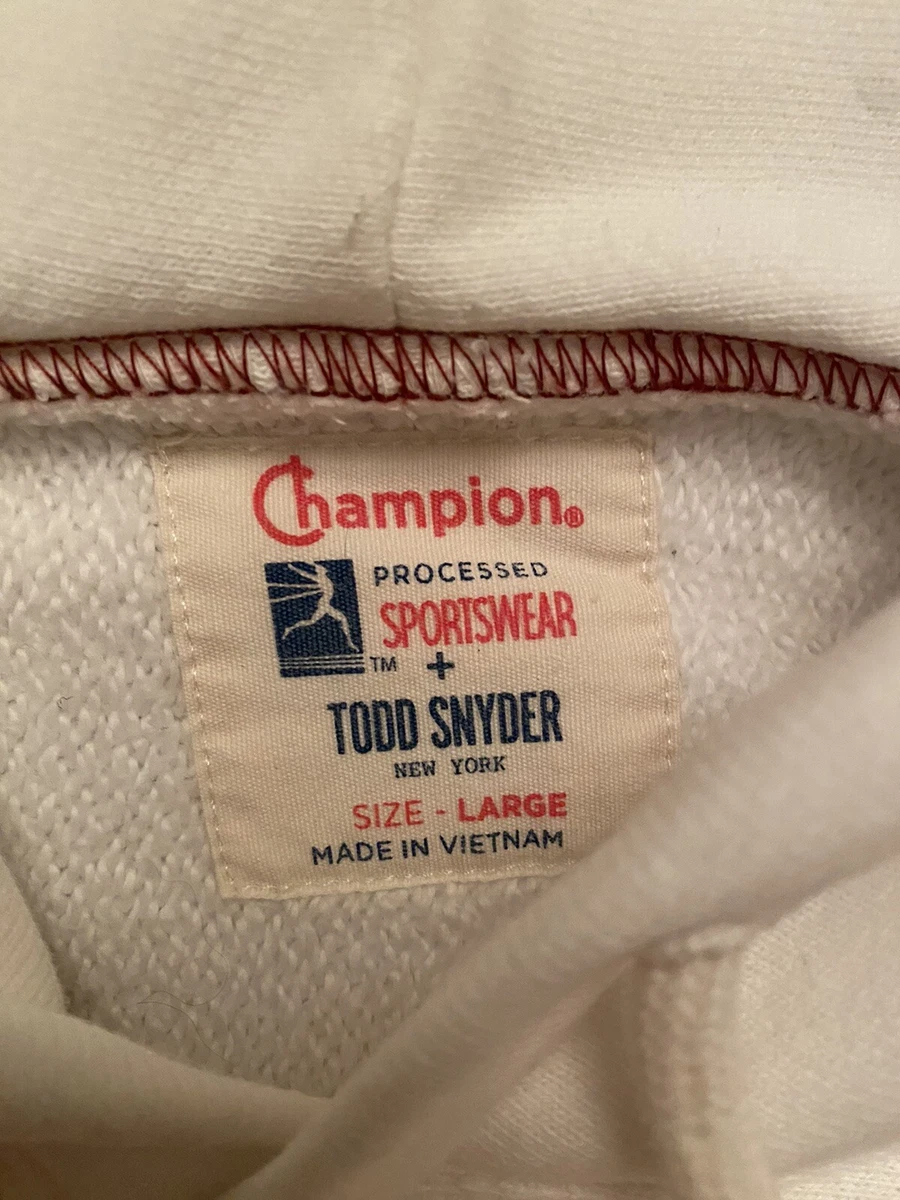 Champion®
PROCESSED
SPORTSWEAR
TM +
TODD SNYDER
NEW YORK
SIZE - LARGE
MADE IN VIETNAM